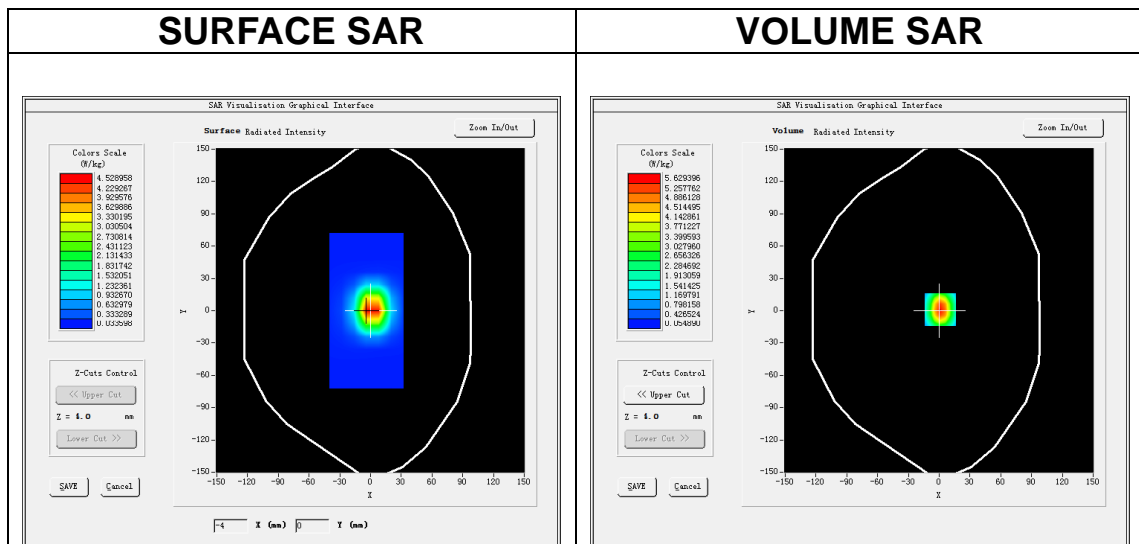 SURFACE SAR
VOLUME SAR
SAR Visualisation Graphical Interface
Surface Radiated Intensity
Zoom In/Out
Colors Scale
(W/kg)
4.528958
4.229267
3.929576
3.629886
3.330195
3.030504
2.730814
2.431123
2.131433
1.831742
1.532051
1.232361
0.932670
0.632979
0.333289
0.033598
150
120
90
60
30
0
-30
-60
-90
-120
-150
Y
-150 -120 -90 -60 -30 0 30 60 90 120 150
X
Z-Cuts Control
<< Upper Cut
Z = 4.0 mm
Lower Cut >>
SAVE Cancel
-4 X (mm) 0 Y (mm)
SAR Visualisation Graphical Interface
Volume Radiated Intensity
Zoom In/Out
Colors Scale
(W/kg)
5.629396
5.257762
4.886128
4.514495
4.142861
3.771227
3.399593
3.027960
2.656326
2.284692
1.913059
1.541425
1.169791
0.798158
0.426524
0.054890
150
120
90
60
30
0
-30
-60
-90
-120
-150
Y
-150 -120 -90 -60 -30 0 30 60 90 120 150
X
Z-Cuts Control
<< Upper Cut
Z = 4.0 mm
Lower Cut >>
SAVE Cancel